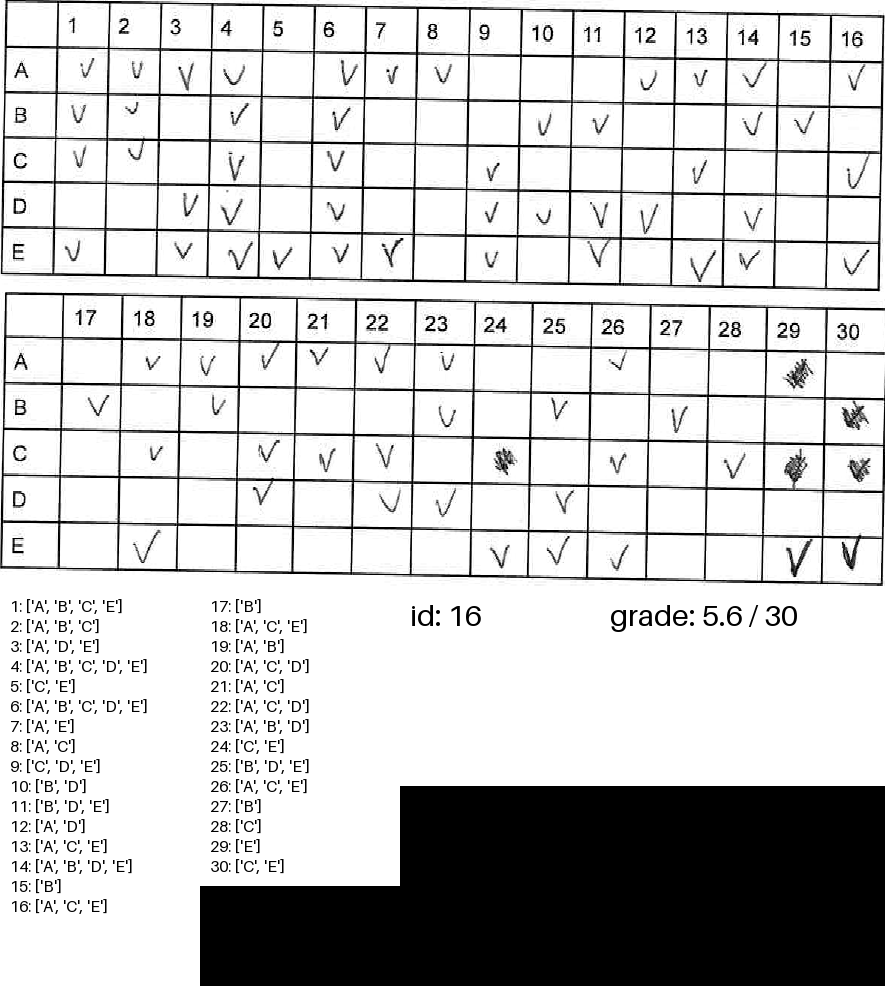 1 2 3 4 5 6 7 8 9 10 11 12 13 14 15 16
A
B
C
D
E
17 18 19 20 21 22 23 24 25 26 27 28 29 30
A
B
C
D
E
1: ['A', 'B', 'C', 'E']
2: ['A', 'B', 'C']
3: ['A', 'D', 'E']
4: ['A', 'B', 'C', 'D', 'E']
5: ['C', 'E']
6: ['A', 'B', 'C', 'D', 'E']
7: ['A', 'E']
8: ['A', 'C']
9: ['C', 'D', 'E']
10: ['B', 'D']
11: ['B', 'D', 'E']
12: ['A', 'D']
13: ['A', 'C', 'E']
14: ['A', 'B', 'D', 'E']
15: ['B']
16: ['A', 'C', 'E']
17: ['B']
18: ['A', 'C', 'E']
19: ['A', 'B']
20: ['A', 'C', 'D']
21: ['A', 'C']
22: ['A', 'C', 'D']
23: ['A', 'B', 'D']
24: ['C', 'E']
25: ['B', 'D', 'E']
26: ['A', 'C', 'E']
27: ['B']
28: ['C']
29: ['E']
30: ['C', 'E']
id: 16
grade: 5.6 / 30